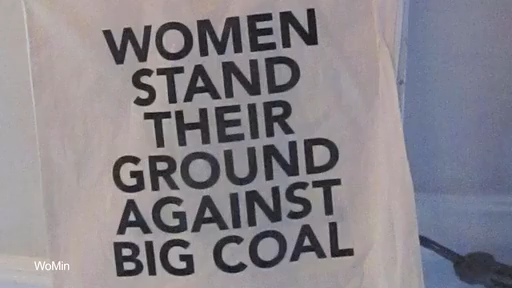 WOMEN
STAND
THEIR
GROUND
AGAINST
BIG COAL
WoMin